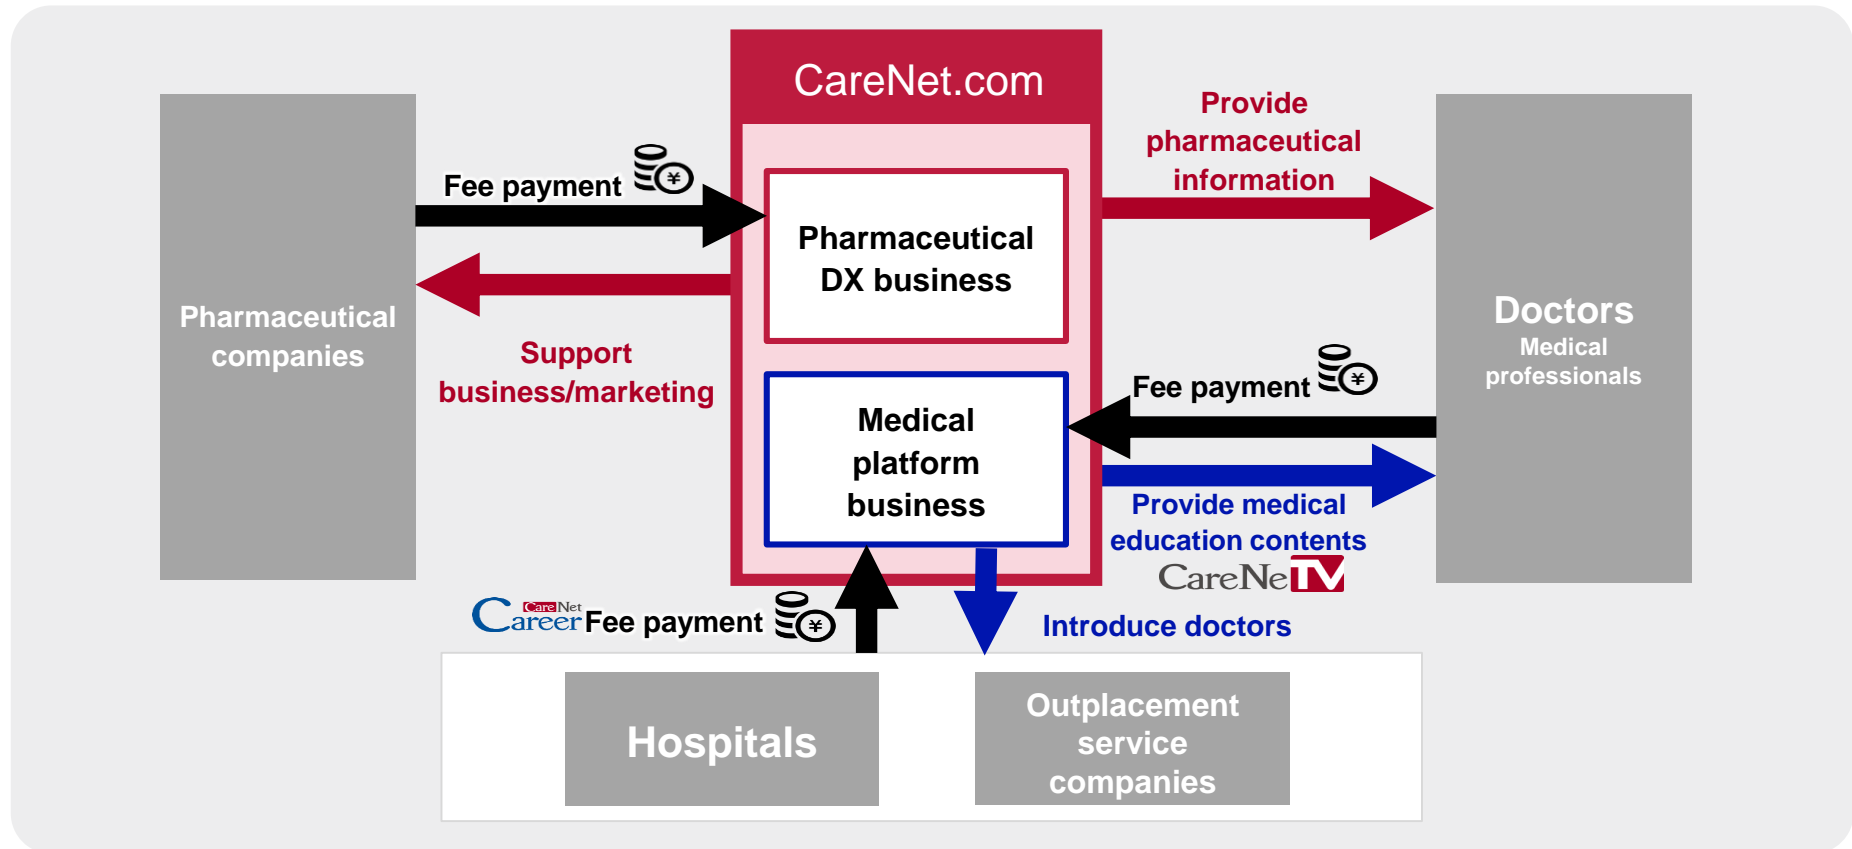 CareNet.com
Pharmaceutical
companies
Fee payment
¥
Support
business/marketing
Pharmaceutical
DX business
Medical
platform
business
Provide
pharmaceutical
information
Doctors
Medical
professionals
Fee payment
¥
Provide medical
education contents
CareNeTV
CareNet
Career
Fee payment
¥
Introduce doctors
Hospitals
Outplacement
service
companies